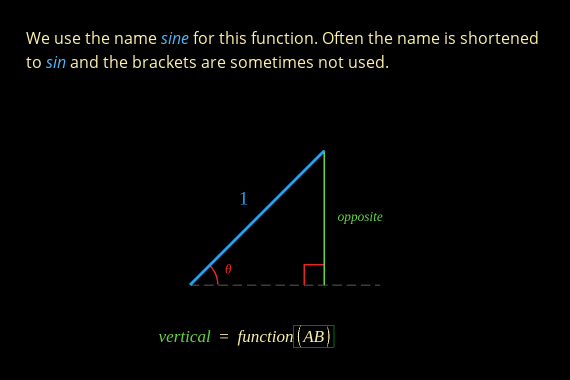 We use the name sine for this function. Often the name is shortened
to sin and the brackets are sometimes not used.
1
opposite
θ
vertical = function(AB)